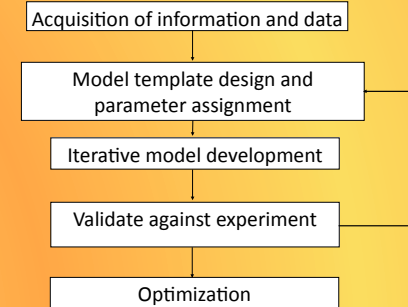 Acquisition of information and data
Model template design and
parameter assignment
Iterative model development
Validate against experiment
Optimization